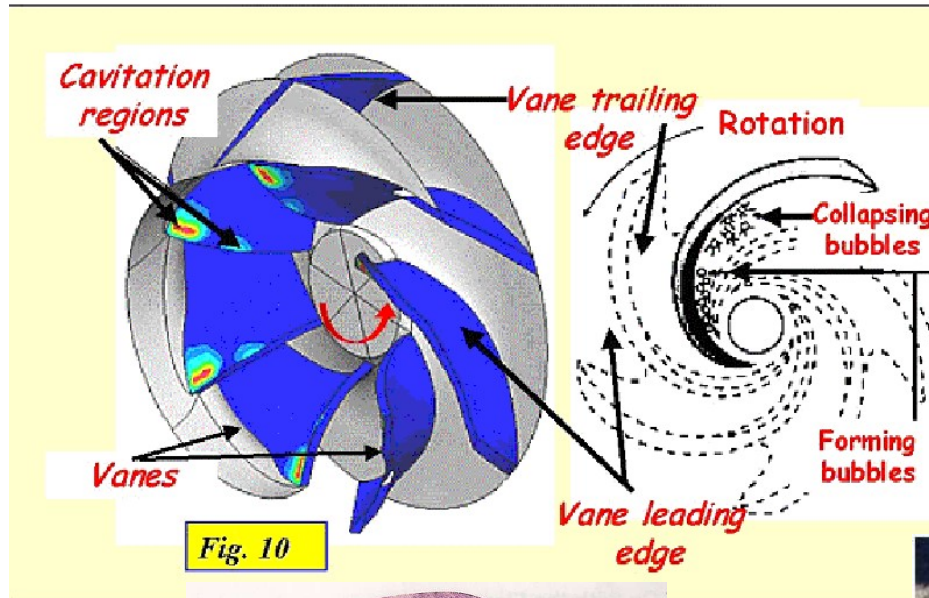 Cavitation
regions
Vane trailing
edge
Rotation
Collapsing
bubbles
Forming
bubbles
Vanes
Vane leading
edge
Fig. 10